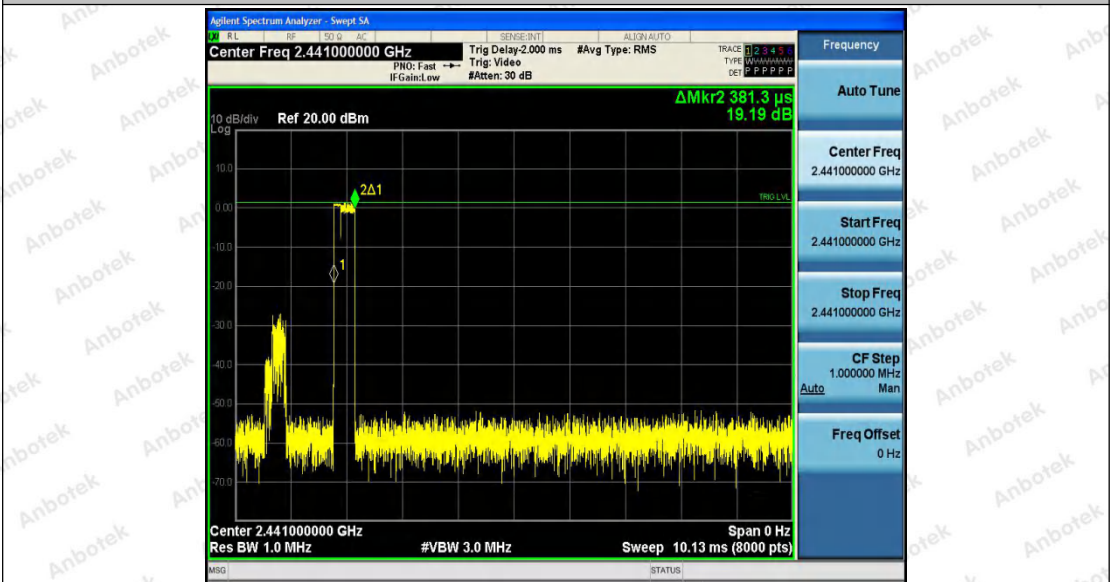 Agilent Spectrum Analyzer - Swept SA
RL RF 50 Ω AC SENSE:INT ALIGN AUTO
Center Freq 2.441000000 GHz
PNO: Fast
IFGain:Low
Trig Delay-2.000 ms
Trig: Video
#Atten: 30 dB
#Avg Type: RMS
TRACE 1 2 3 4 5 6
TYPE
DET P P P P P P
ΔMkr2 381.3 µs
19.19 dB
10 dB/div Ref 20.00 dBm
Log
10.0
0.00
-10.0
-20.0
-30.0
-40.0
-50.0
-60.0
-70.0
2Δ1
1
TRIG LVL
Center 2.441000000 GHz
Span 0 Hz
Res BW 1.0 MHz
#VBW 3.0 MHz
Sweep 10.13 ms (8000 pts)
MSG
STATUS
Frequency
Auto Tune
Center Freq
2.441000000 GHz
Start Freq
2.441000000 GHz
Stop Freq
2.441000000 GHz
CF Step
1.000000 MHz
Auto Man
Freq Offset
0 Hz
Anbotek